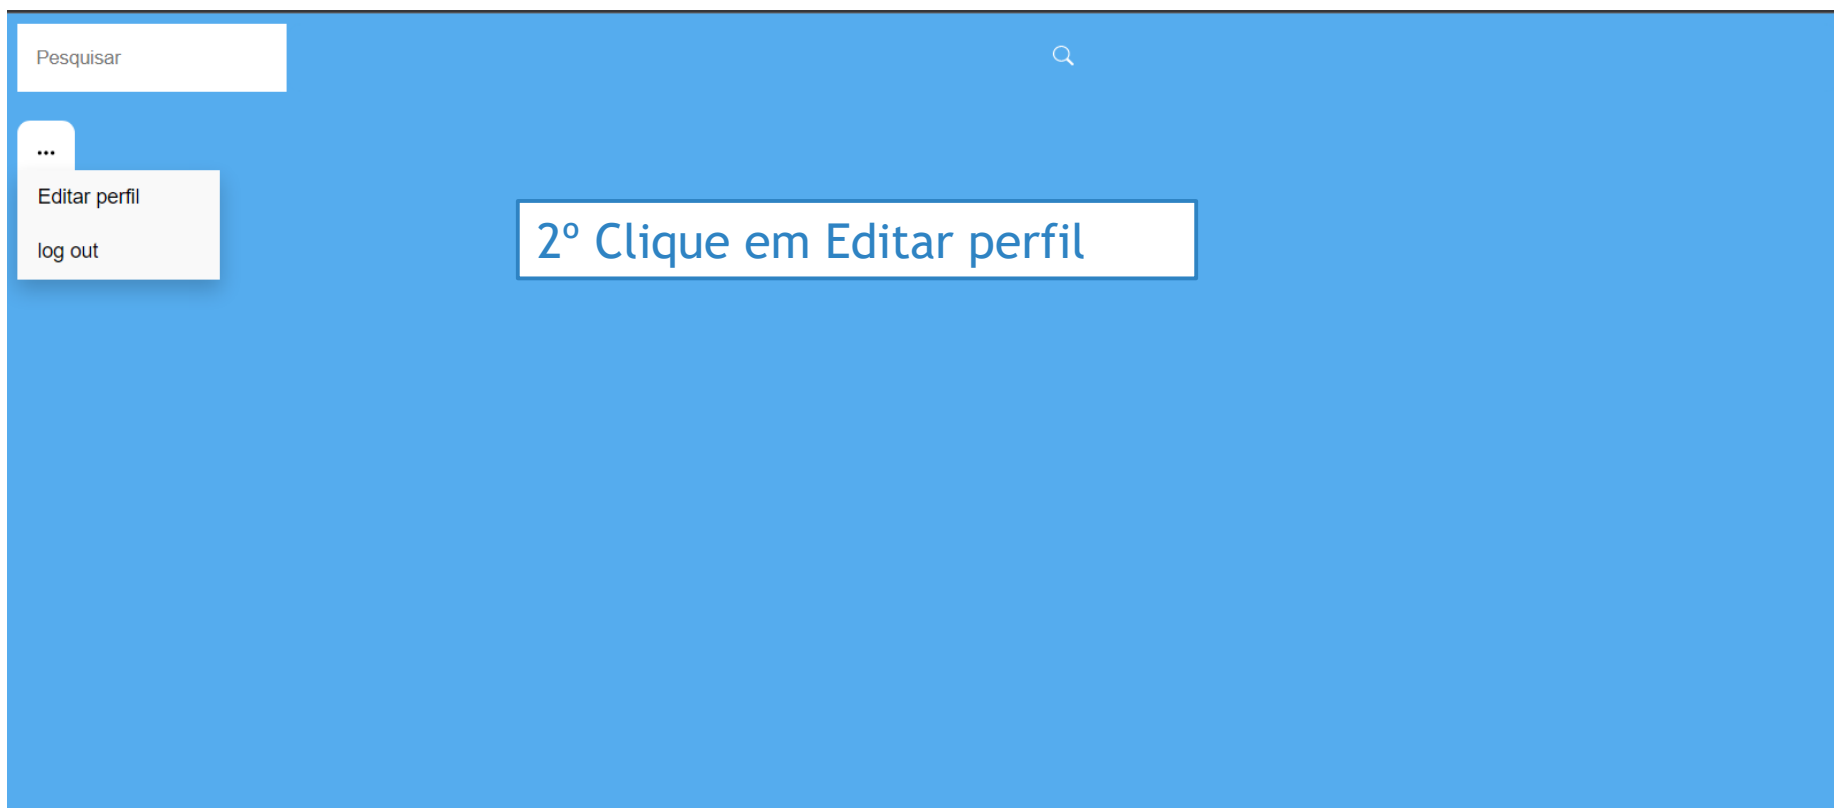 Pesquisar
...
Editar perfil
log out
2º Clique em Editar perfil